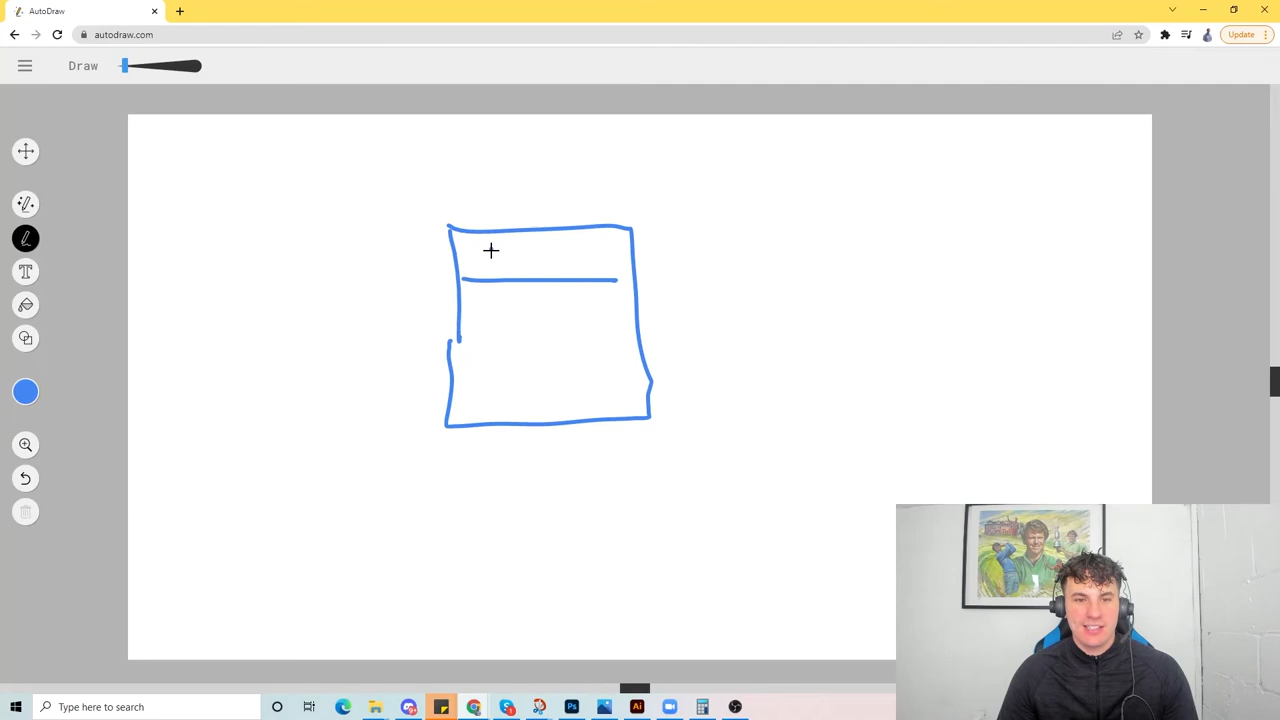 AutoDraw
autodraw.com
Update
Draw
Type here to search